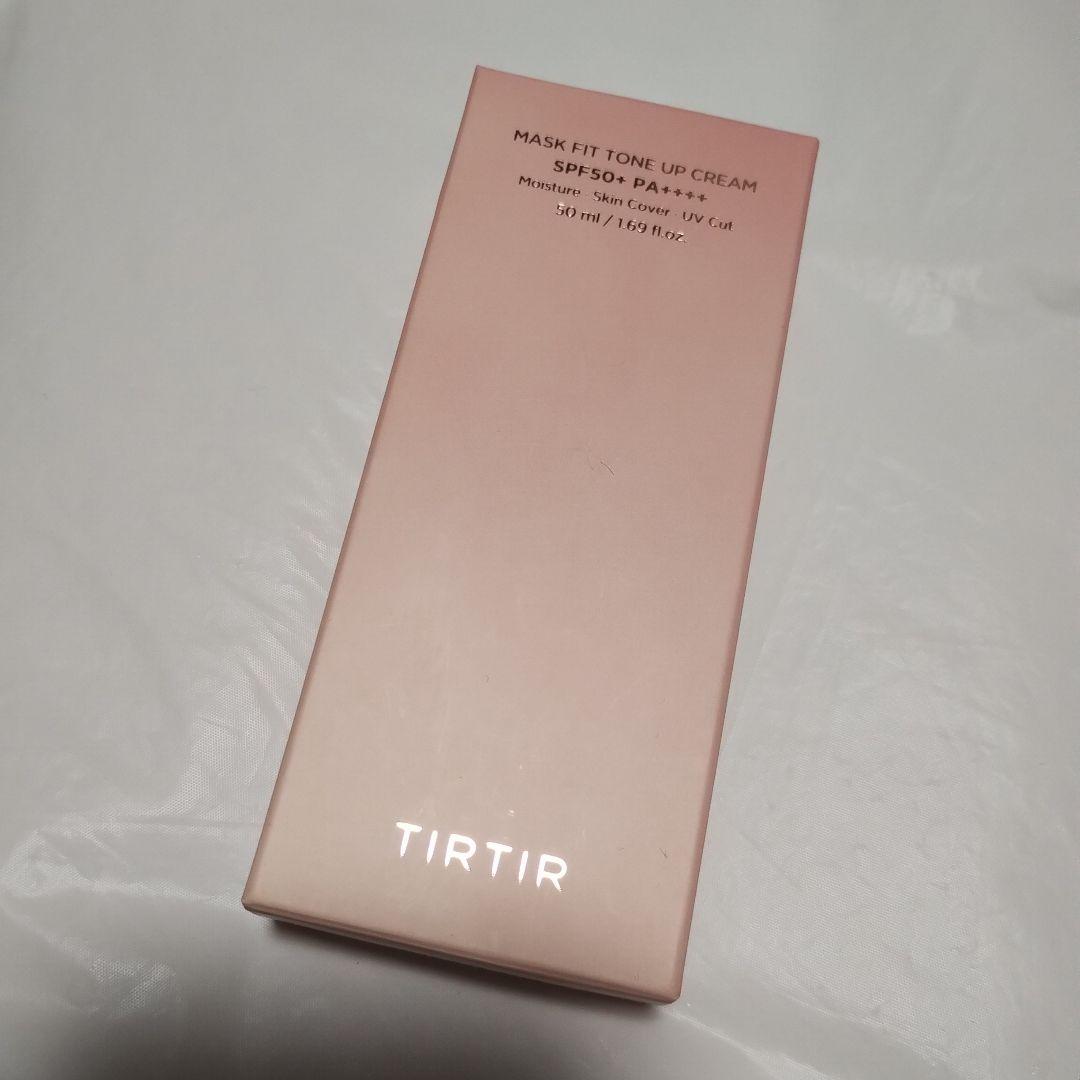 MASK FIT TONE UP CREAM
SPF50+ PA++++
Moisture · Skin Cover · UV Cut
50 ml / 1.69 fl.oz.
TIRTIR